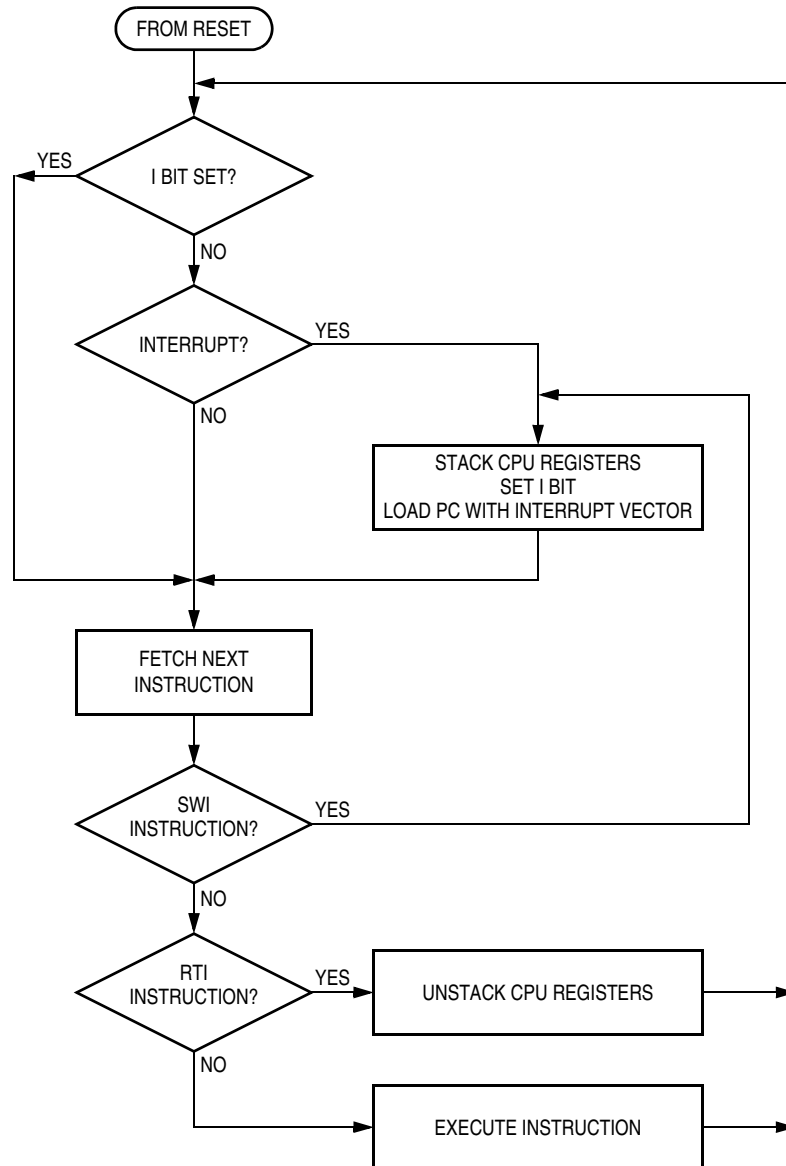 FROM RESET
YES
I BIT SET?
NO
INTERRUPT?
YES
NO
STACK CPU REGISTERS
SET I BIT
LOAD PC WITH INTERRUPT VECTOR
FETCH NEXT
INSTRUCTION
SWI
INSTRUCTION?
YES
NO
RTI
INSTRUCTION?
YES
UNSTACK CPU REGISTERS
NO
EXECUTE INSTRUCTION